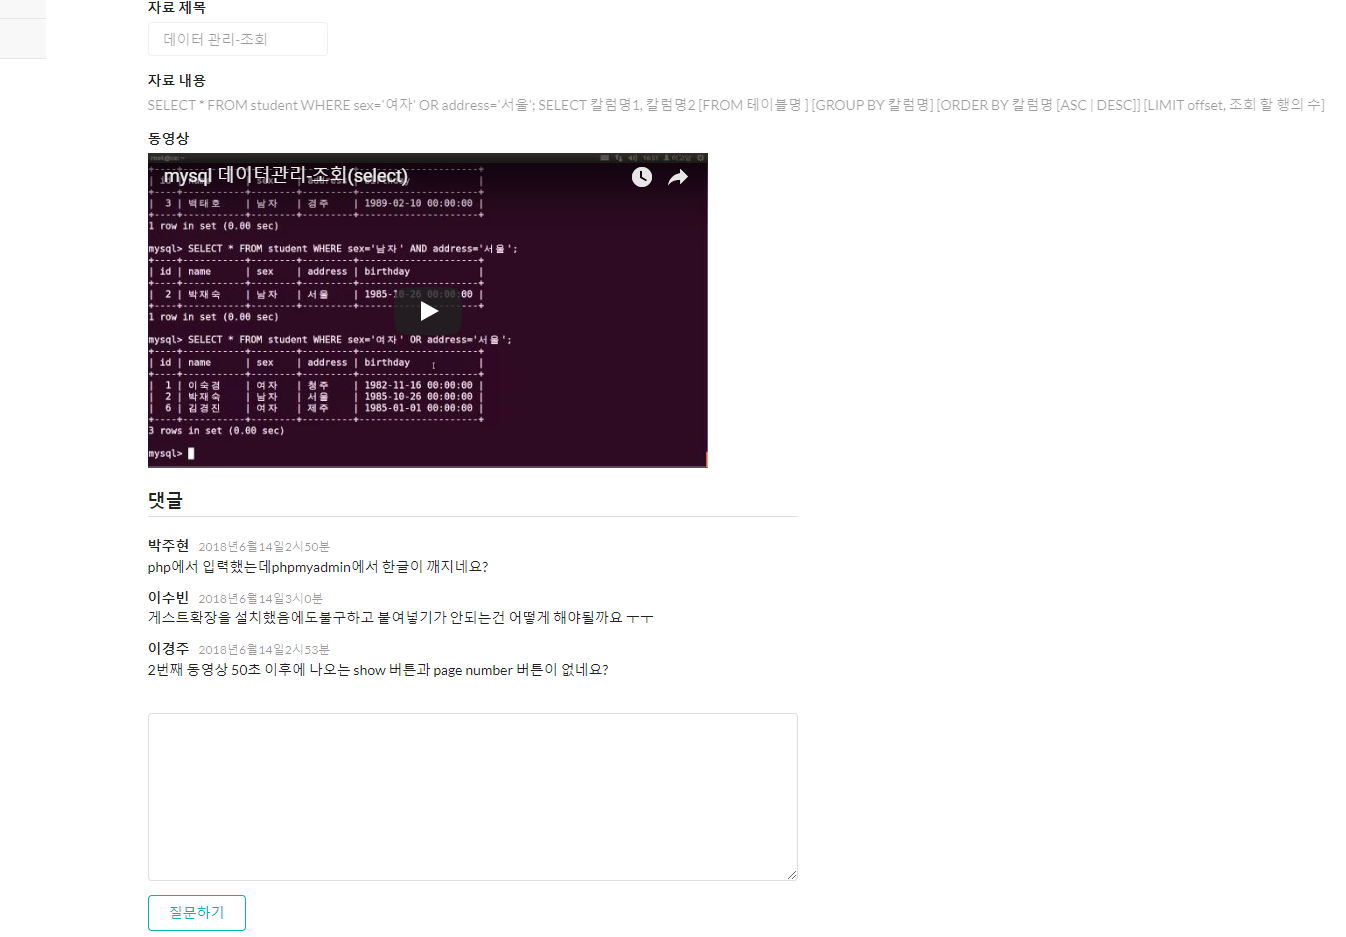 자료 제목
데이터 관리-조회
자료 내용
SELECT * FROM student WHERE sex='여자' OR address='서울'; SELECT 칼럼명1, 칼럼명2 [FROM 테이블명 ] [GROUP BY 칼럼명] [ORDER BY 칼럼명 [ASC | DESC]] [LIMIT offset, 조회 할 행의 수]
동영상
mysql 데이터관리-조회(select)
| 3 | 백태호 | 남자 | 경주 | 1989-02-10 00:00:00 |
1 row in set (0.00 sec)
mysql> SELECT * FROM student WHERE sex='남자' AND address='서울';
| id | name | sex | address | birthday |
| 2 | 박재숙 | 남자 | 서울 | 1985-10-26 00:00:00 |
1 row in set (0.00 sec)
mysql> SELECT * FROM student WHERE sex='여자' OR address='서울';
| id | name | sex | address | birthday |
| 1 | 이숙경 | 여자 | 청주 | 1982-11-16 00:00:00 |
| 2 | 박재숙 | 남자 | 서울 | 1985-10-26 00:00:00 |
| 6 | 김경진 | 여자 | 제주 | 1985-01-01 00:00:00 |
3 rows in set (0.00 sec)
mysql>
댓글
박주현 2018년6월14일2시50분
php에서 입력했는데phpmyadmin에서 한글이 깨지네요?
이수빈 2018년6월14일3시0분
게스트확장을 설치했음에도불구하고 붙여넣기가 안되는건 어떻게 해야될까요 ㅜㅜ
이경주 2018년6월14일2시53분
2번째 동영상 50초 이후에 나오는 show 버튼과 page number 버튼이 없네요?
질문하기